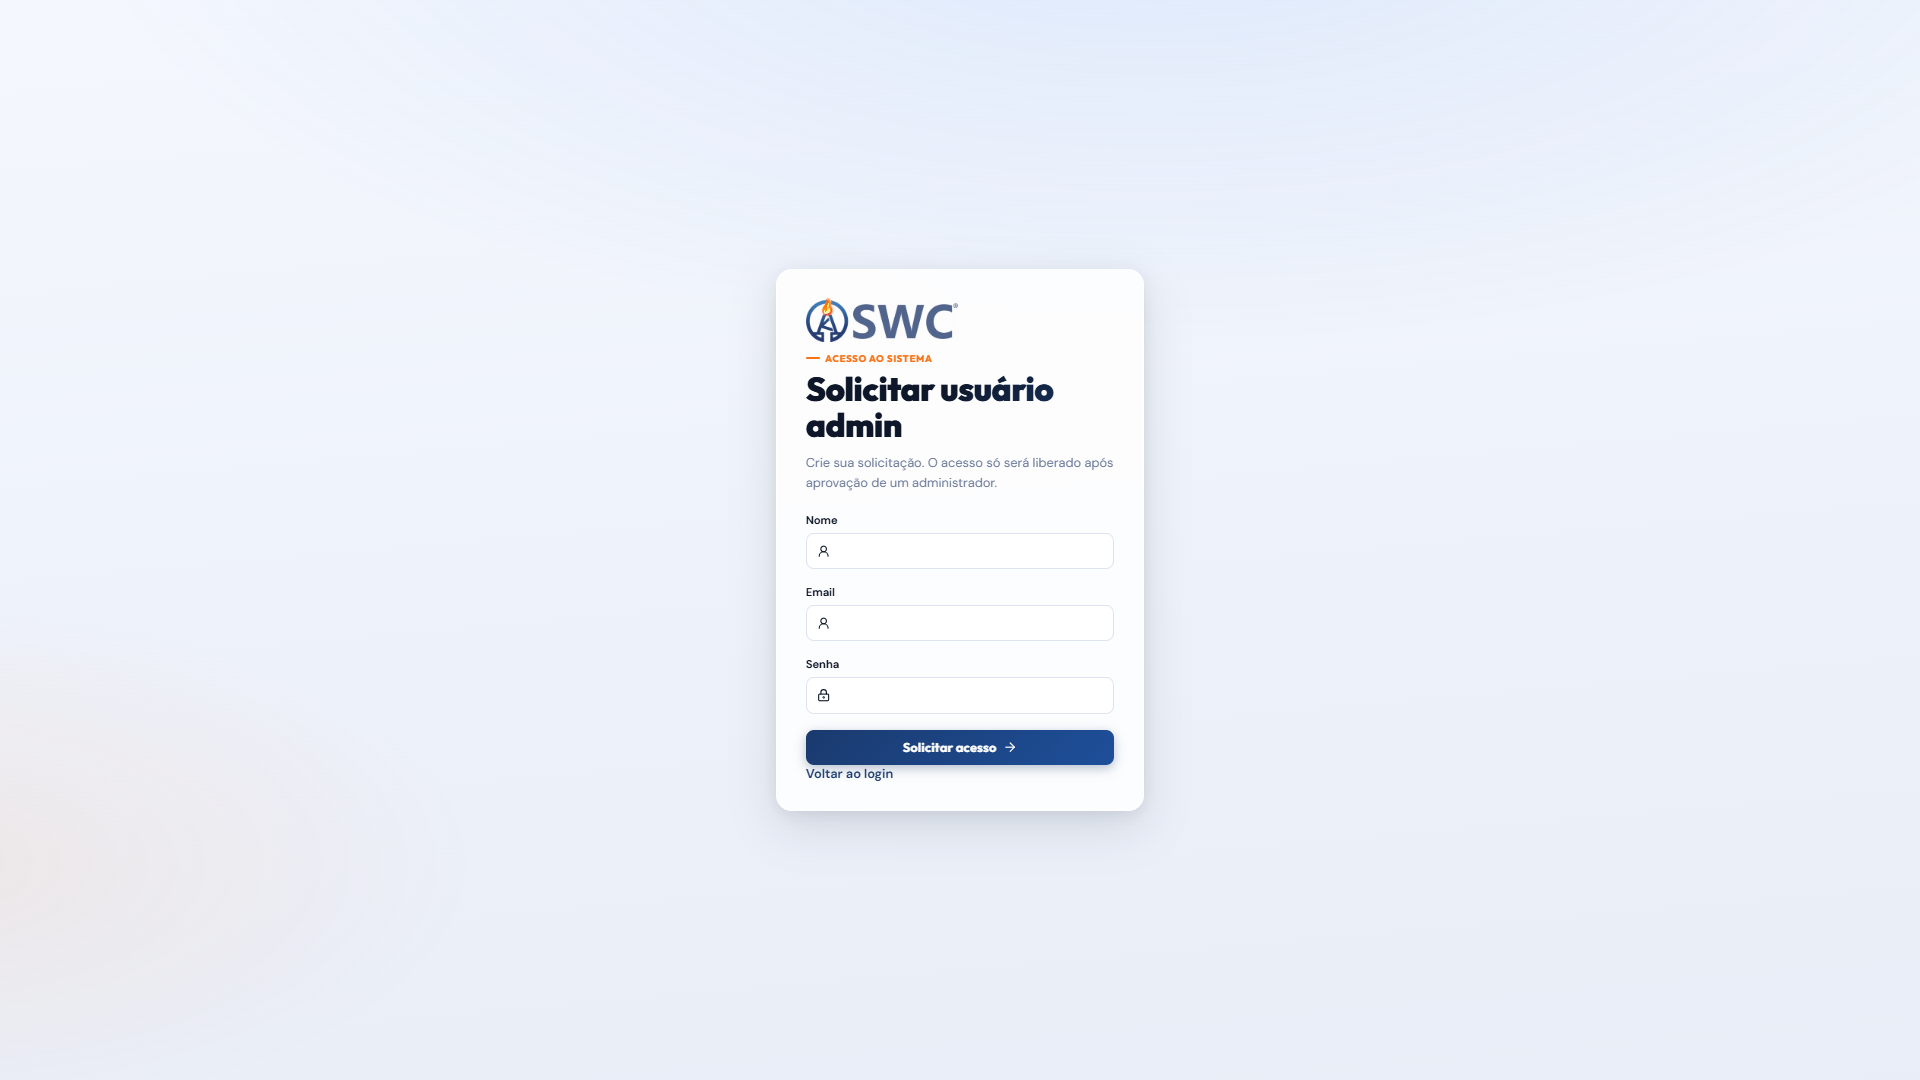 SWC®
ACESSO AO SISTEMA
Solicitar usuário
admin
Crie sua solicitação. O acesso só será liberado após
aprovação de um administrador.
Nome
Email
Senha
Solicitar acesso →
Voltar ao login